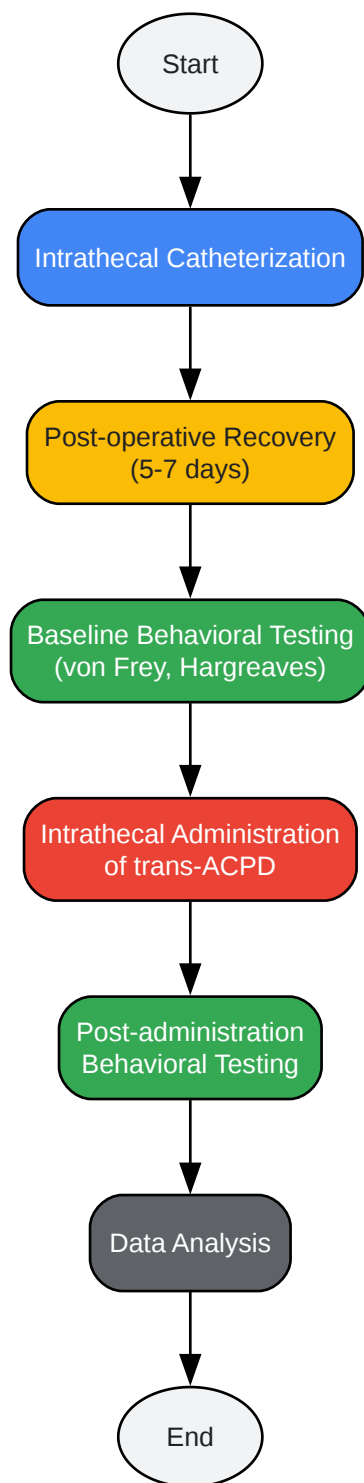 Start
Intrathecal Catheterization
Post-operative Recovery
(5-7 days)
Baseline Behavioral Testing
(von Frey, Hargreaves)
Intrathecal Administration
of trans-ACPD
Post-administration
Behavioral Testing
Data Analysis
End